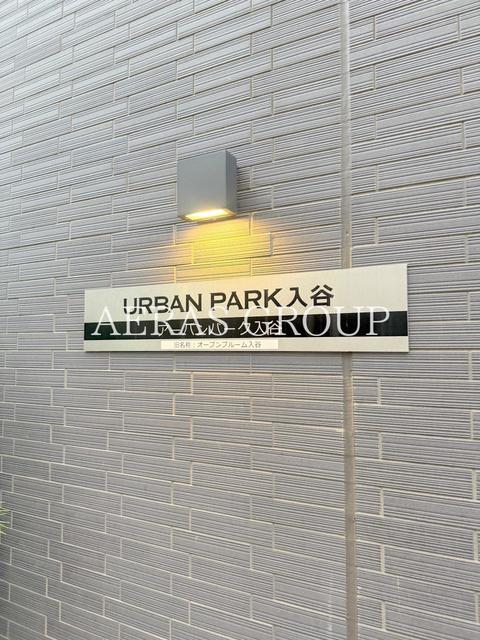 URBAN PARK入谷
アーバンパーク入谷
AERAS GROUP
旧名称：オープンブルーム入谷